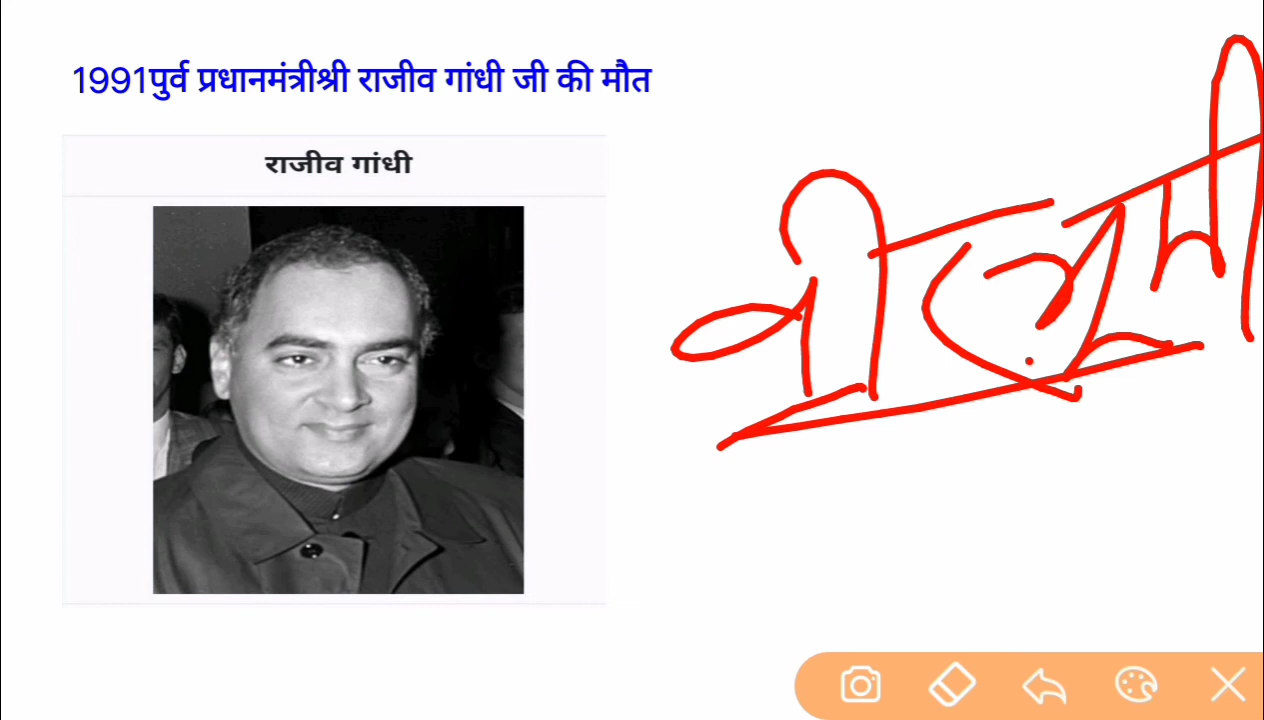 1991पुर्व प्रधानमंत्रीश्री राजीव गांधी जी की मौत
राजीव गांधी